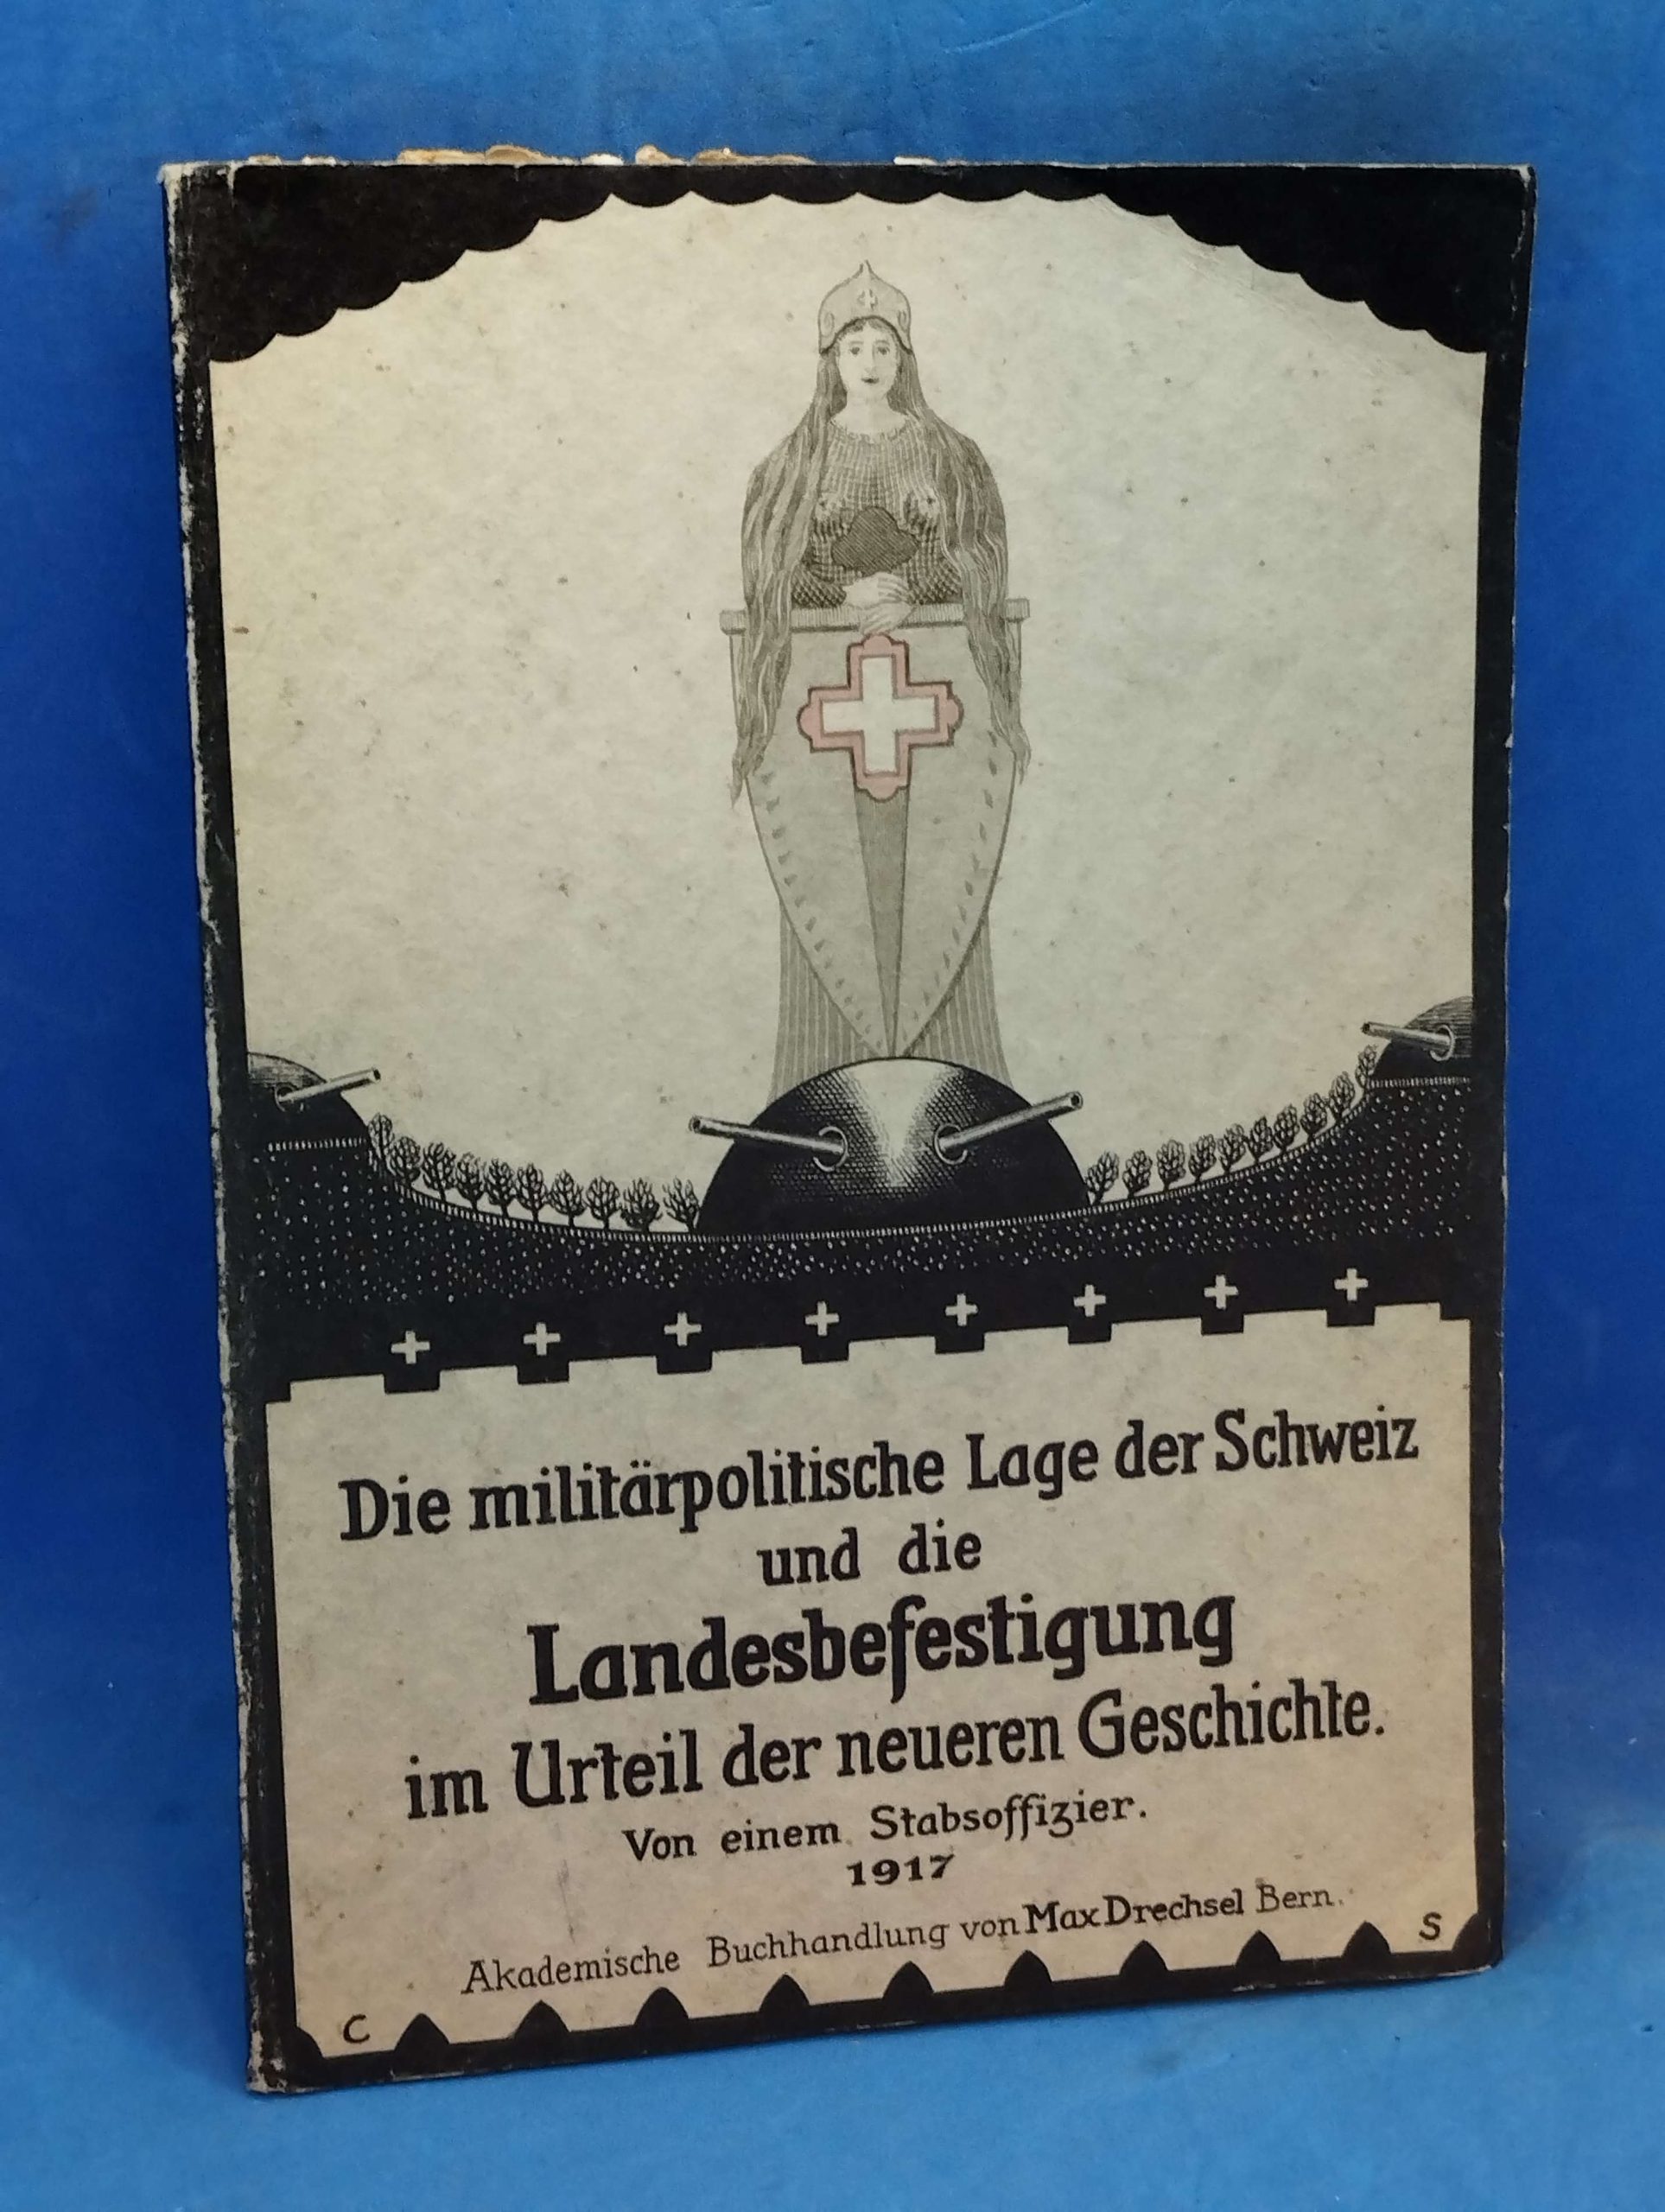 Die militärpolitische Lage der Schweiz
und die
Landesbefestigung
im Urteil der neueren Geschichte.
Von einem Stabsoffizier.
1917
Akademische Buchhandlung von Max Drechsel Bern.
C S